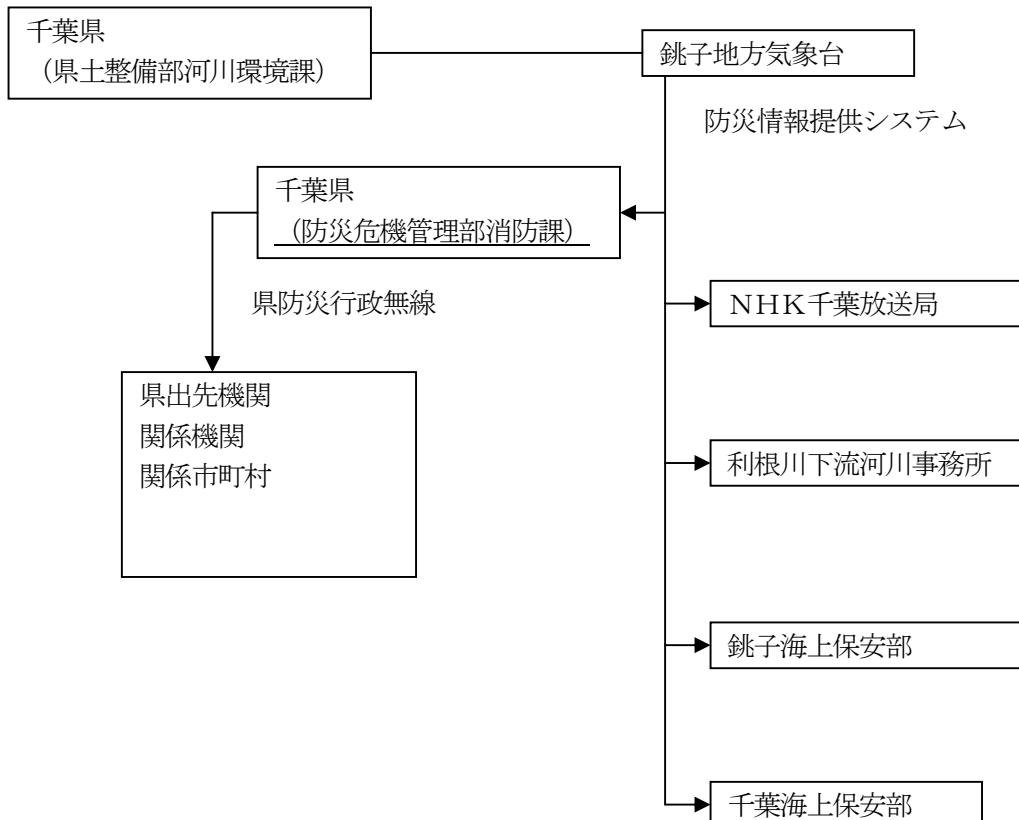 千葉県
（県土整備部河川環境課）
銚子地方気象台
防災情報提供システム
千葉県
（防災危機管理部消防課）
県防災行政無線
ＮＨＫ千葉放送局
県出先機関
関係機関
関係市町村
利根川下流河川事務所
銚子海上保安部
千葉海上保安部